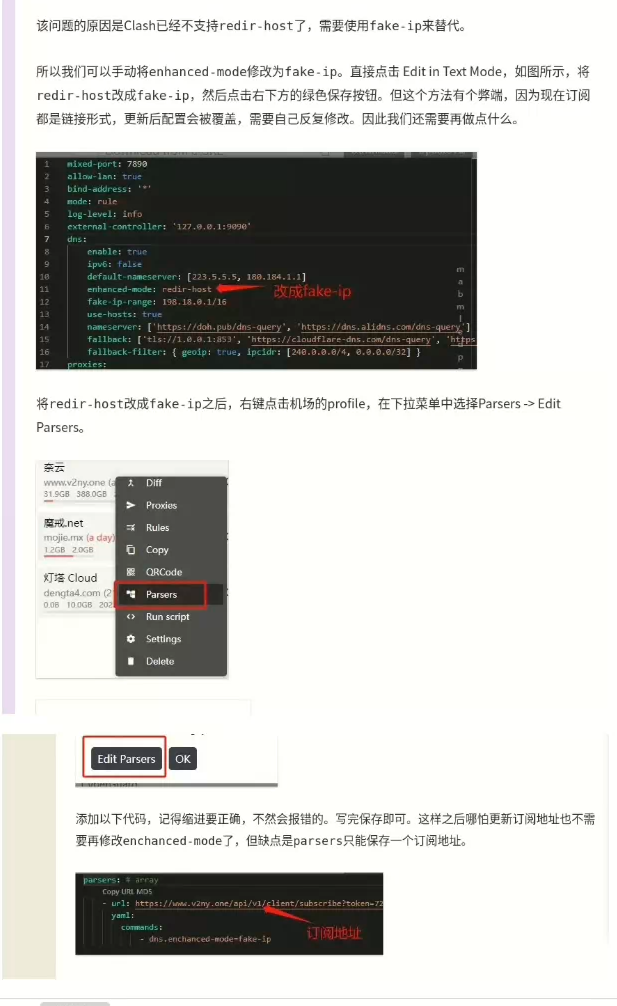 该问题的原因是Clash已经不支持redir-host了，需要使用fake-ip来替代。
所以我们可以手动将enhanced-mode修改为fake-ip。直接点击 Edit in Text Mode，如图所示，将
redir-host改成fake-ip，然后点击右下方的绿色保存按钮。但这个方法有个弊端，因为现在订阅
都是链接形式，更新后配置会被覆盖，需要自己反复修改。因此我们还需要再做点什么。
1 mixed-port: 7890
2 allow-lan: true
3 bind-address: '*'
4 mode: rule
5 log-level: info
6 external-controller: '127.0.0.1:9090'
7 dns:
8 enable: true
9 ipv6: false
10 default-nameserver: [223.5.5.5, 180.184.1.1]
11 enhanced-mode: redir-host
改成fake-ip
12 fake-ip-range: 198.18.0.1/16
13 use-hosts: true
14 nameserver: ['https://doh.pub/dns-query', 'https://dns.alidns.com/dns-query']
15 fallback: ['tls://1.0.0.1:853', 'https://cloudflare-dns.com/dns-query', 'https
16 fallback-filter: { geoip: true, ipcidr: [240.0.0.0/4, 0.0.0.0/32] }
17 proxies:
将redir-host改成fake-ip之后，右键点击机场的profile，在下拉菜单中选择Parsers -> Edit
Parsers。
奈云
www.v2ny.one (a
31.9GB 388.0GB
魔戒.net
mojie.mx (a day)
1.2GB 2.0GB
灯塔 Cloud
dengta4.com (2
0.0B 10.0GB 202
Diff
Proxies
Rules
Copy
QRCode
Parsers
Run script
Settings
Delete
Edit Parsers OK
添加以下代码，记得缩进要正确，不然会报错的。写完保存即可。这样之后哪怕更新订阅地址也不需
要再修改enchanced-mode了，但缺点是parsers只能保存一个订阅地址。
parsers: # array
Copy URL MD5
- url: https://www.v2ny.one/api/v1/client/subscribe?token=72
yaml:
commands:
- dns.enchanced-mode=fake-ip
订阅地址